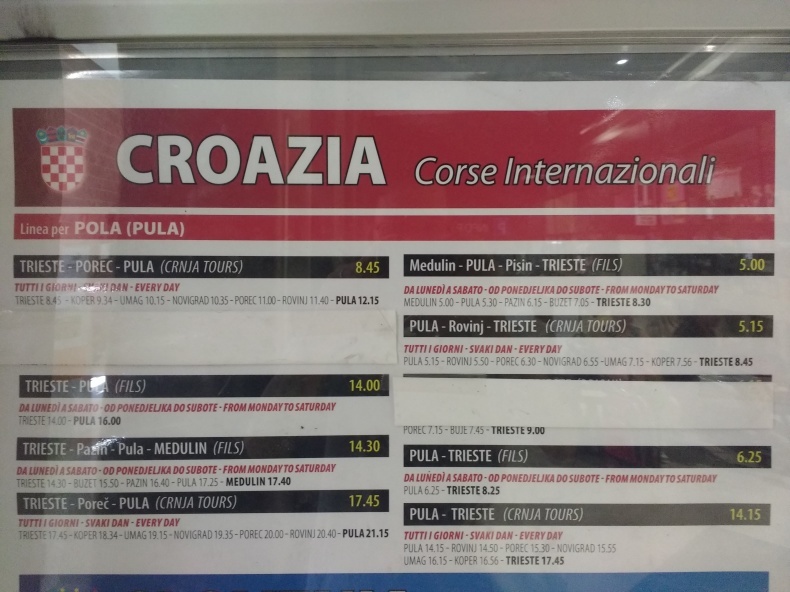 CROAZIA Corse Internazionali
Linea per POLA (PULA)
TRIESTE - POREC - PULA (CRNJA TOURS) 8.45
TUTTI I GIORNI - SVAKI DAN - EVERY DAY
TRIESTE 8.45 - KOPER 9.34 - UMAG 10.15 - NOVIGRAD 10.35 - POREC 11.00 - ROVINJ 11.40 - PULA 12.15
TRIESTE - PULA (FILS) 14.00
DA LUNEDÌ A SABATO - OD PONEDJELJKA DO SUBOTE - FROM MONDAY TO SATURDAY
TRIESTE 14.00 - PULA 16.00
TRIESTE - Pazin - Pula - MEDULIN (FILS) 14.30
DA LUNEDÌ A SABATO - OD PONEDJELJKA DO SUBOTE - FROM MONDAY TO SATURDAY
TRIESTE 14.30 - BUZET 15.50 - PAZIN 16.40 - PULA 17.25 - MEDULIN 17.40
TRIESTE - Poreč - PULA (CRNJA TOURS) 17.45
TUTTI I GIORNI - SVAKI DAN - EVERY DAY
TRIESTE 17.45 - KOPER 18.34 - UMAG 19.15 - NOVIGRAD 19.35 - POREC 20.00 - ROVINJ 20.40 - PULA 21.15
Medulin - PULA - Pisin - TRIESTE (FILS) 5.00
DA LUNEDÌ A SABATO - OD PONEDJELJKA DO SUBOTE - FROM MONDAY TO SATURDAY
MEDULIN 5.00 - PULA 5.30 - PAZIN 6.15 - BUZET 7.05 - TRIESTE 8.30
PULA - Rovinj - TRIESTE (CRNJA TOURS) 5.15
TUTTI I GIORNI - SVAKI DAN - EVERY DAY
PULA 5.15 - ROVINJ 5.50 - POREC 6.30 - NOVIGRAD 6.55 - UMAG 7.15 - KOPER 7.56 - TRIESTE 8.45
POREC 7.15 - BUJE 7.45 - TRIESTE 9.00
PULA - TRIESTE (FILS) 6.25
DA LUNEDÌ A SABATO - OD PONEDJELJKA DO SUBOTE - FROM MONDAY TO SATURDAY
PULA 6.25 - TRIESTE 8.25
PULA - TRIESTE (CRNJA TOURS) 14.15
TUTTI I GIORNI - SVAKI DAN - EVERY DAY
PULA 14.15 - ROVINJ 14.50 - POREC 15.30 - NOVIGRAD 15.55
UMAG 16.15 - KOPER 16.56 - TRIESTE 17.45